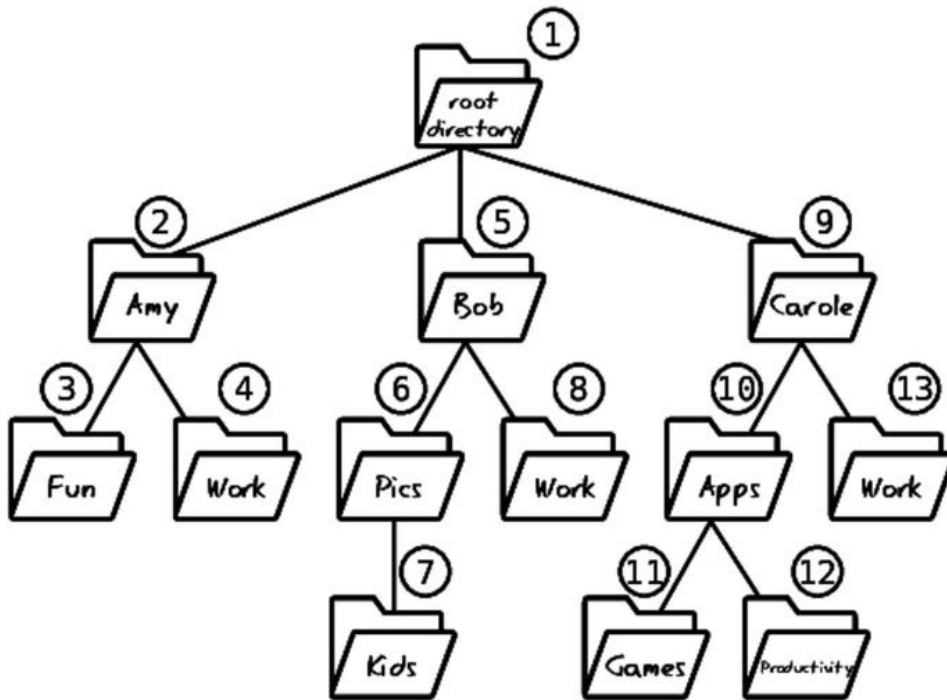 1
root
directory
2 5 9
Amy Bob Carole
3 4 6 8 10 13
Fun Work Pics Work Apps Work
7 11 12
Kids Games Productivity